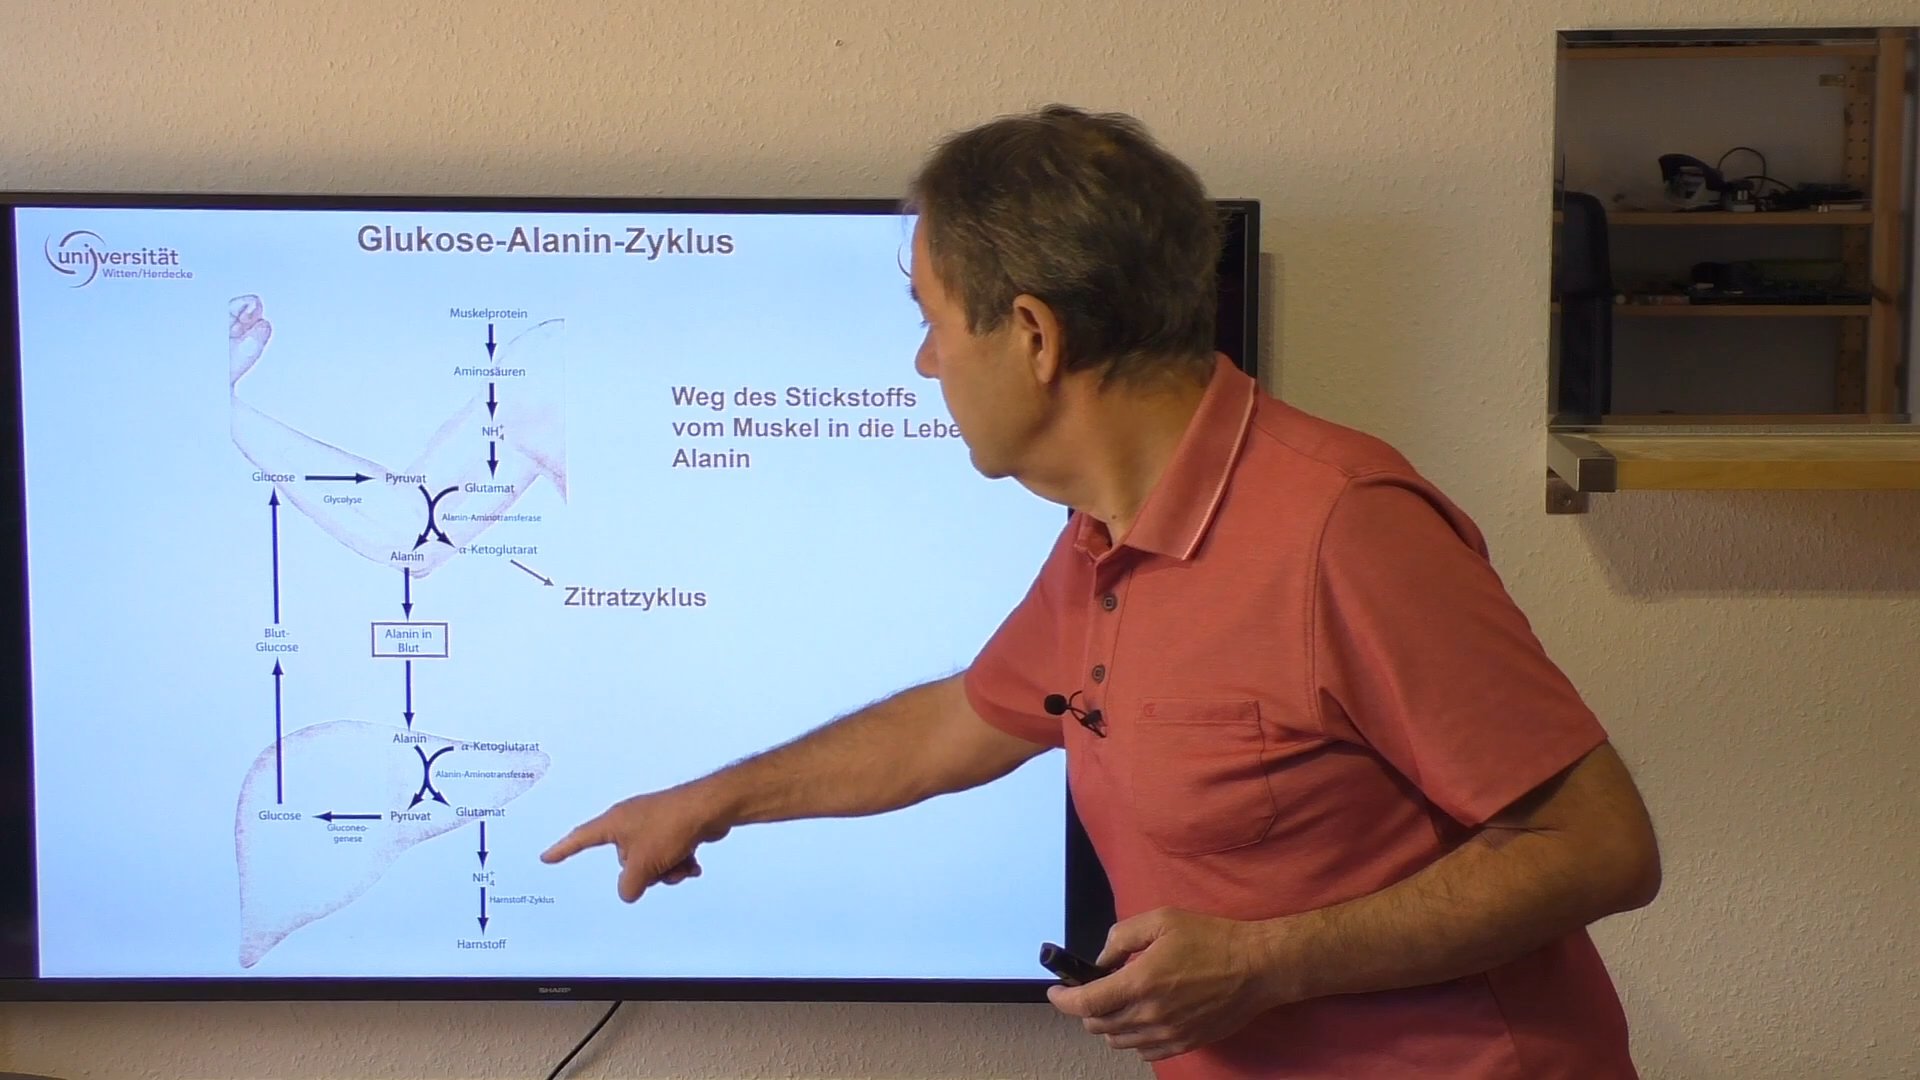 universität
Witten/Herdecke
Glukose-Alanin-Zyklus
Muskelprotein
Aminosäuren
NH₄⁺
Glucose
Glycolyse
Pyruvat
Glutamat
Alanin-Aminotransferase
Alanin
α-Ketoglutarat
Zitratzyklus
Weg des Stickstoffs
vom Muskel in die Lebe
Alanin
Blut-
Glucose
Alanin in
Blut
Alanin
α-Ketoglutarat
Alanin-Aminotransferase
Glucose
Gluconeo-
genese
Pyruvat
Glutamat
NH₄⁺
Harnstoff-Zyklus
Harnstoff
SHARP